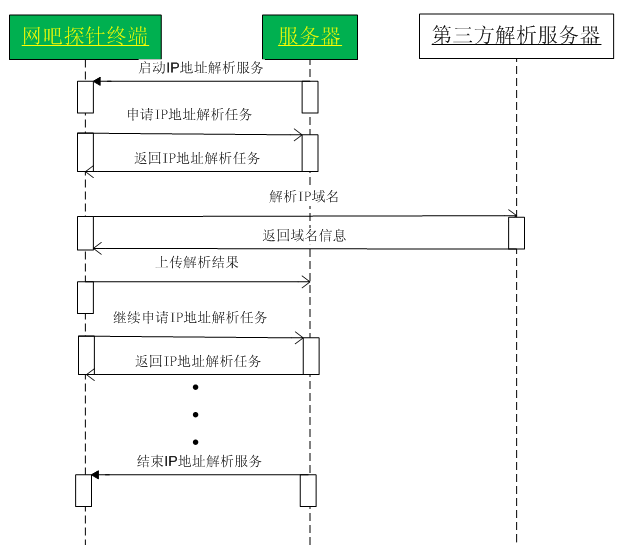 网吧探针终端
服务器
第三方解析服务器
启动IP地址解析服务
申请IP地址解析任务
返回IP地址解析任务
解析IP域名
返回域名信息
上传解析结果
继续申请IP地址解析任务
返回IP地址解析任务
结束IP地址解析服务